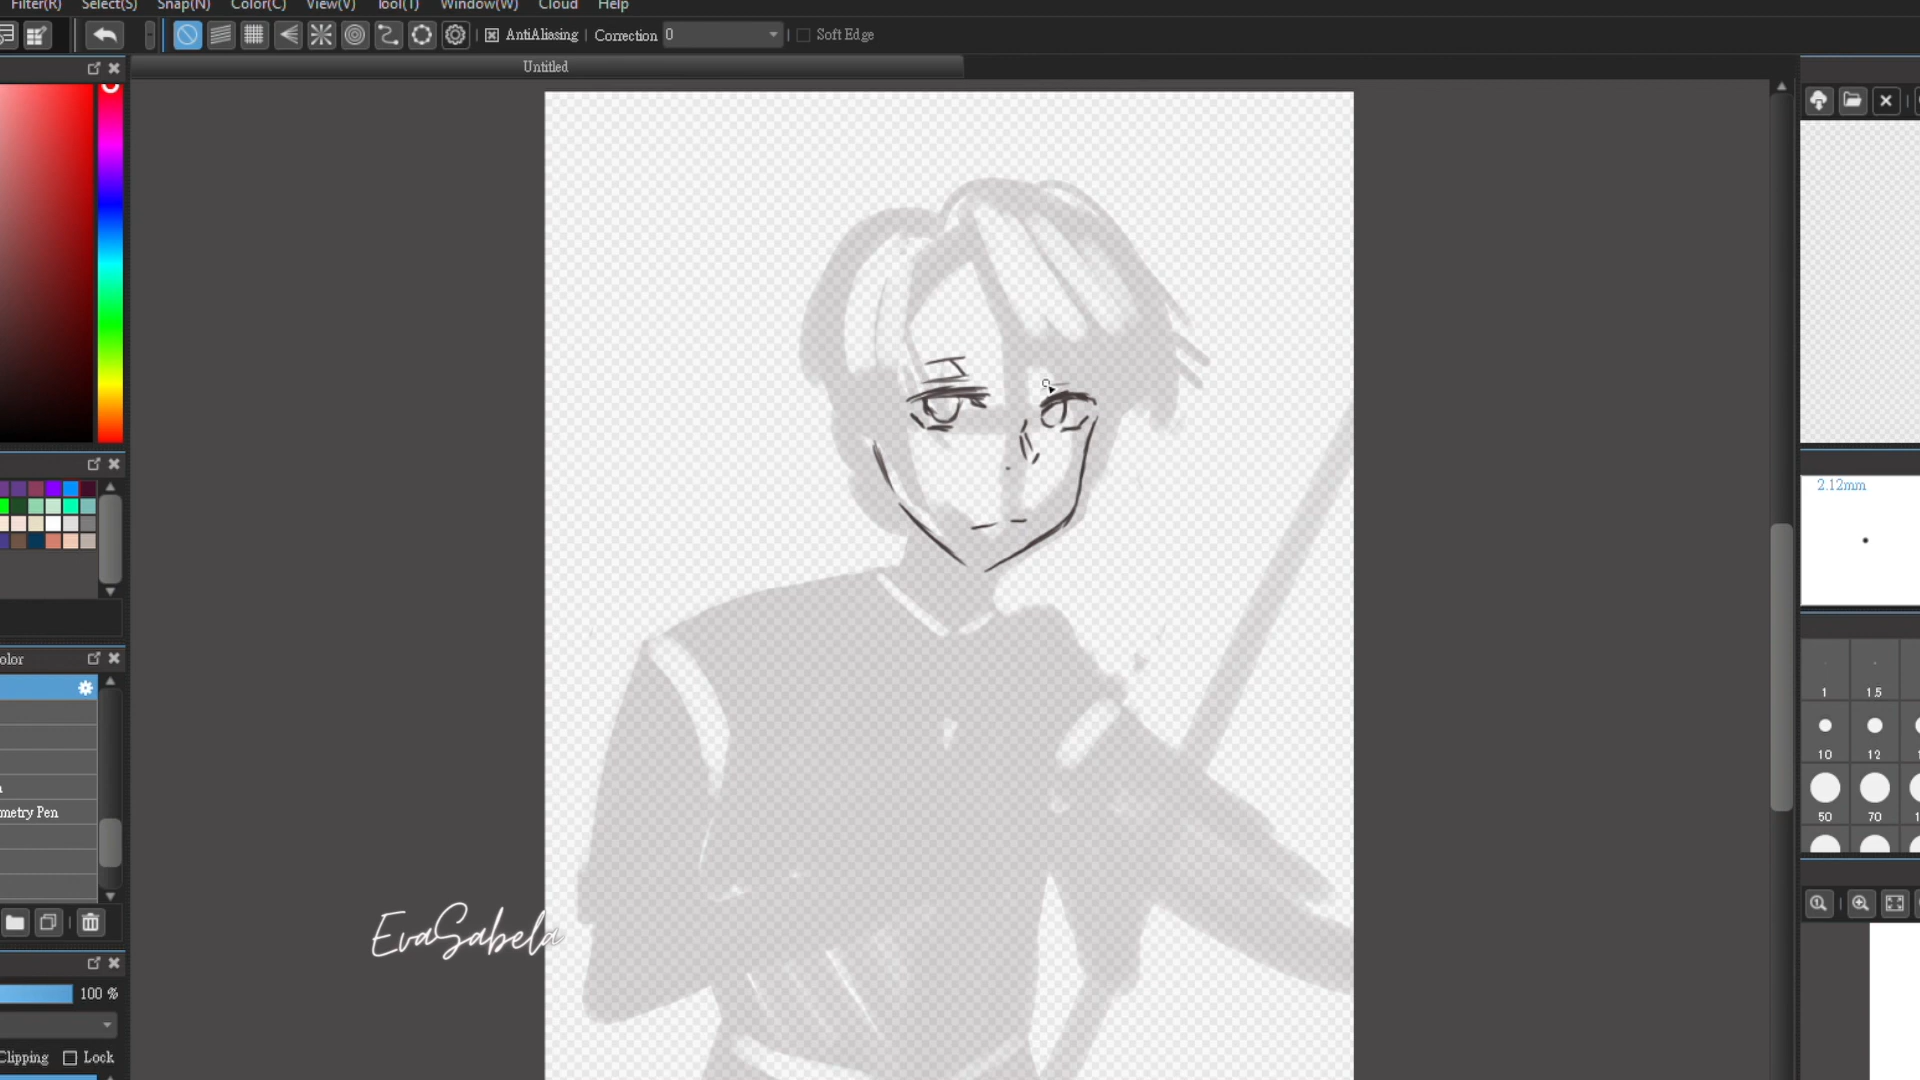 Filter(R) Select(S) Snap(N) Color(C) View(V) Tool(T) Window(W) Cloud Help
AntiAliasing Correction 0 Soft Edge
Untitled
2.12mm
olor
1 1.5
10 12
metry Pen
50 70
EvaSabela
100 %
Clipping Lock